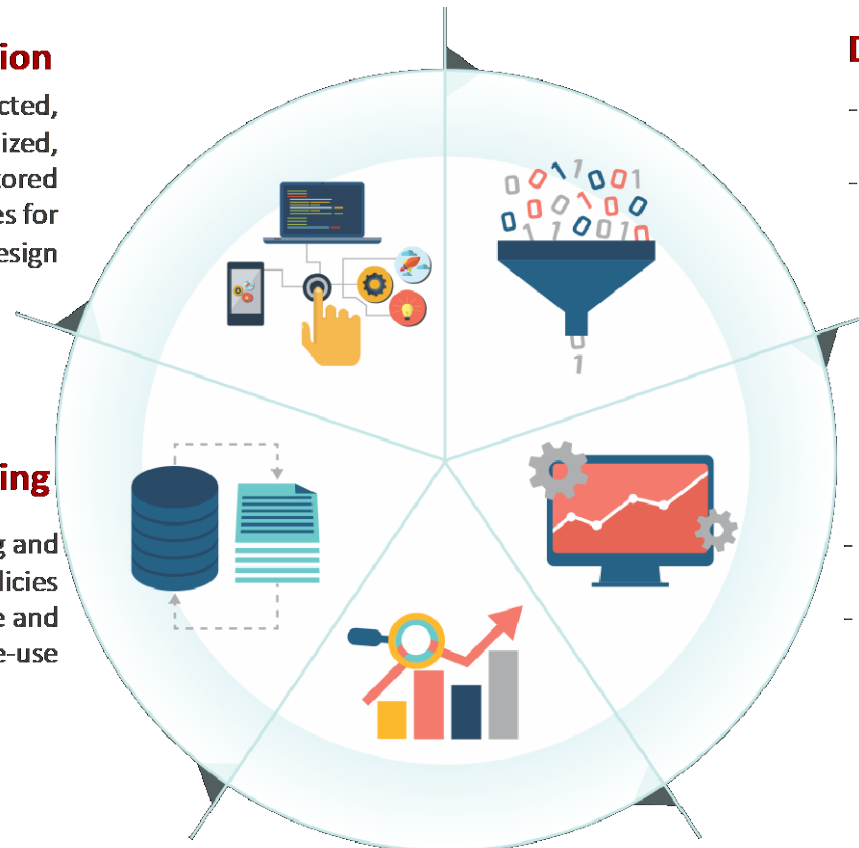 ion
cted,
ized,
tored
es for
esign
ing
g and
licies
e and
e-use